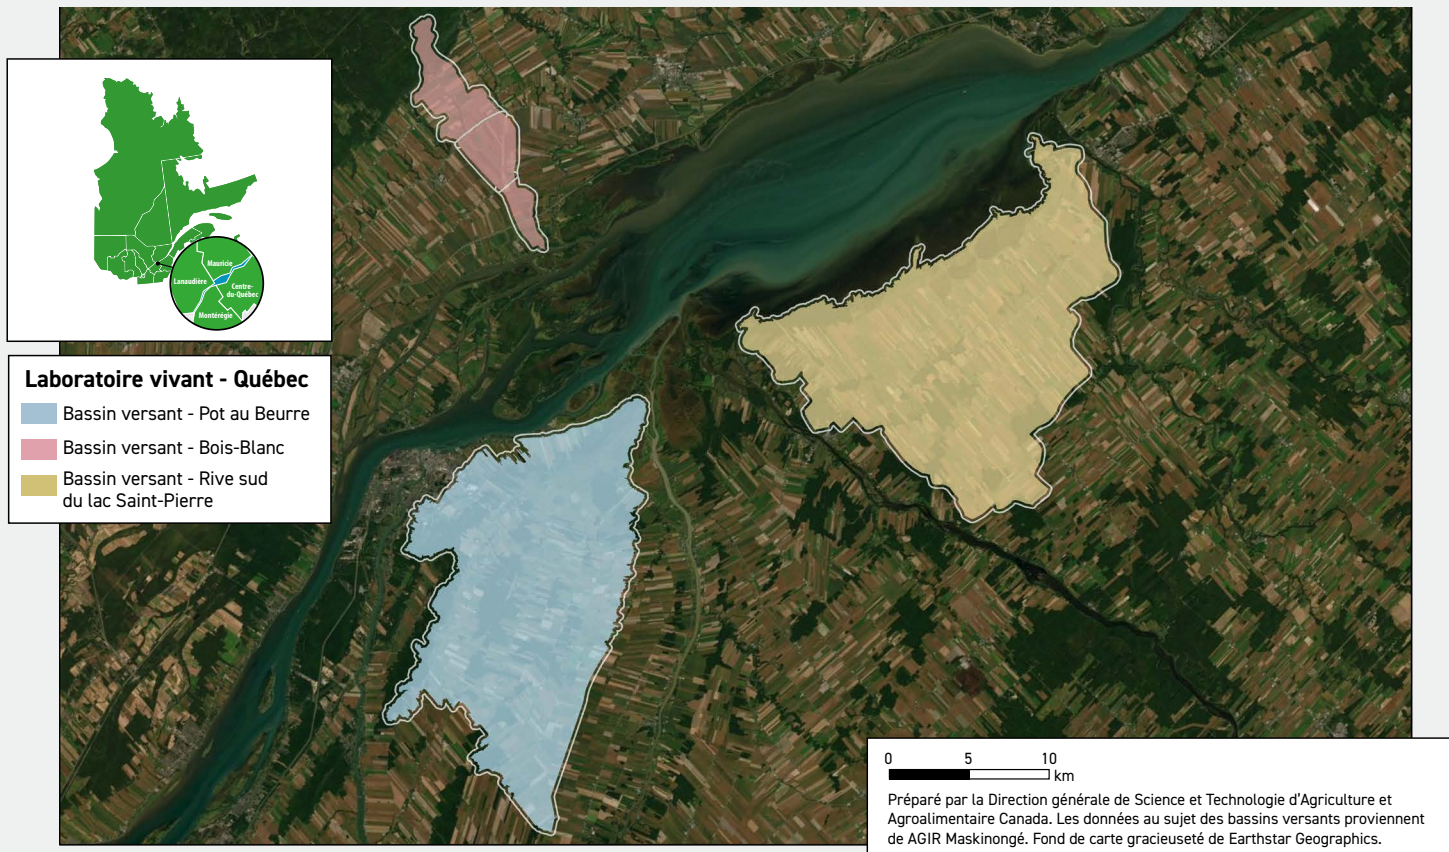 Mauricie
Lanaudière
Centre-
du-Québec
Montérégie
Laboratoire vivant - Québec
Bassin versant - Pot au Beurre
Bassin versant - Bois-Blanc
Bassin versant - Rive sud
du lac Saint-Pierre
0 5 10
km
Préparé par la Direction générale de Science et Technologie d'Agriculture et
Agroalimentaire Canada. Les données au sujet des bassins versants proviennent
de AGIR Maskinongé. Fond de carte gracieuseté de Earthstar Geographics.